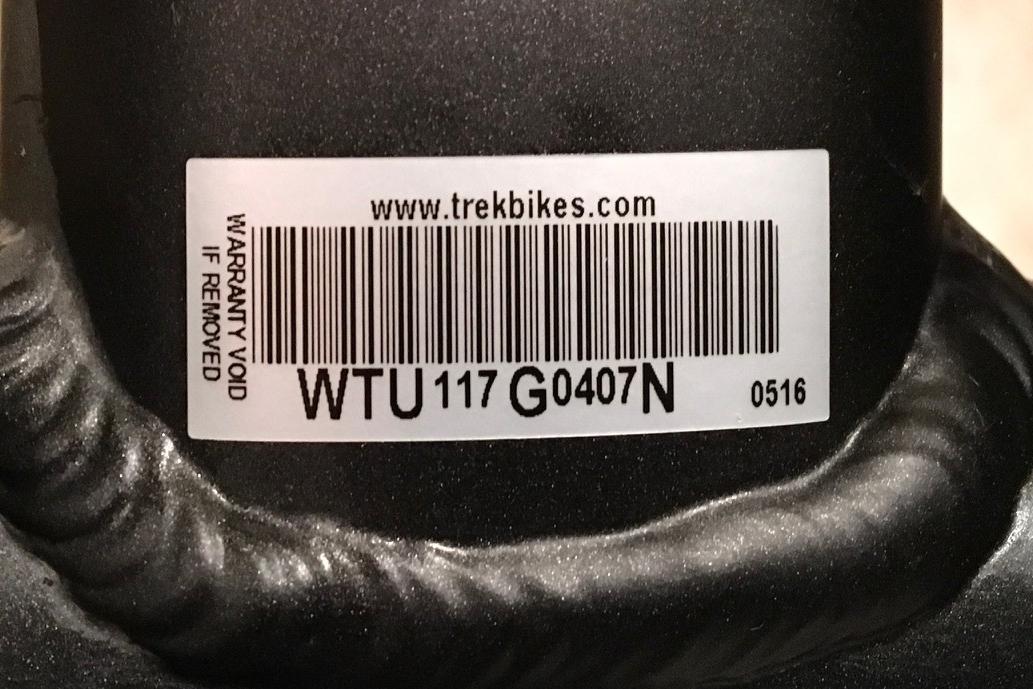 www.trekbikes.com
WARRANTY VOID
IF REMOVED
WTU117G0407N
0516